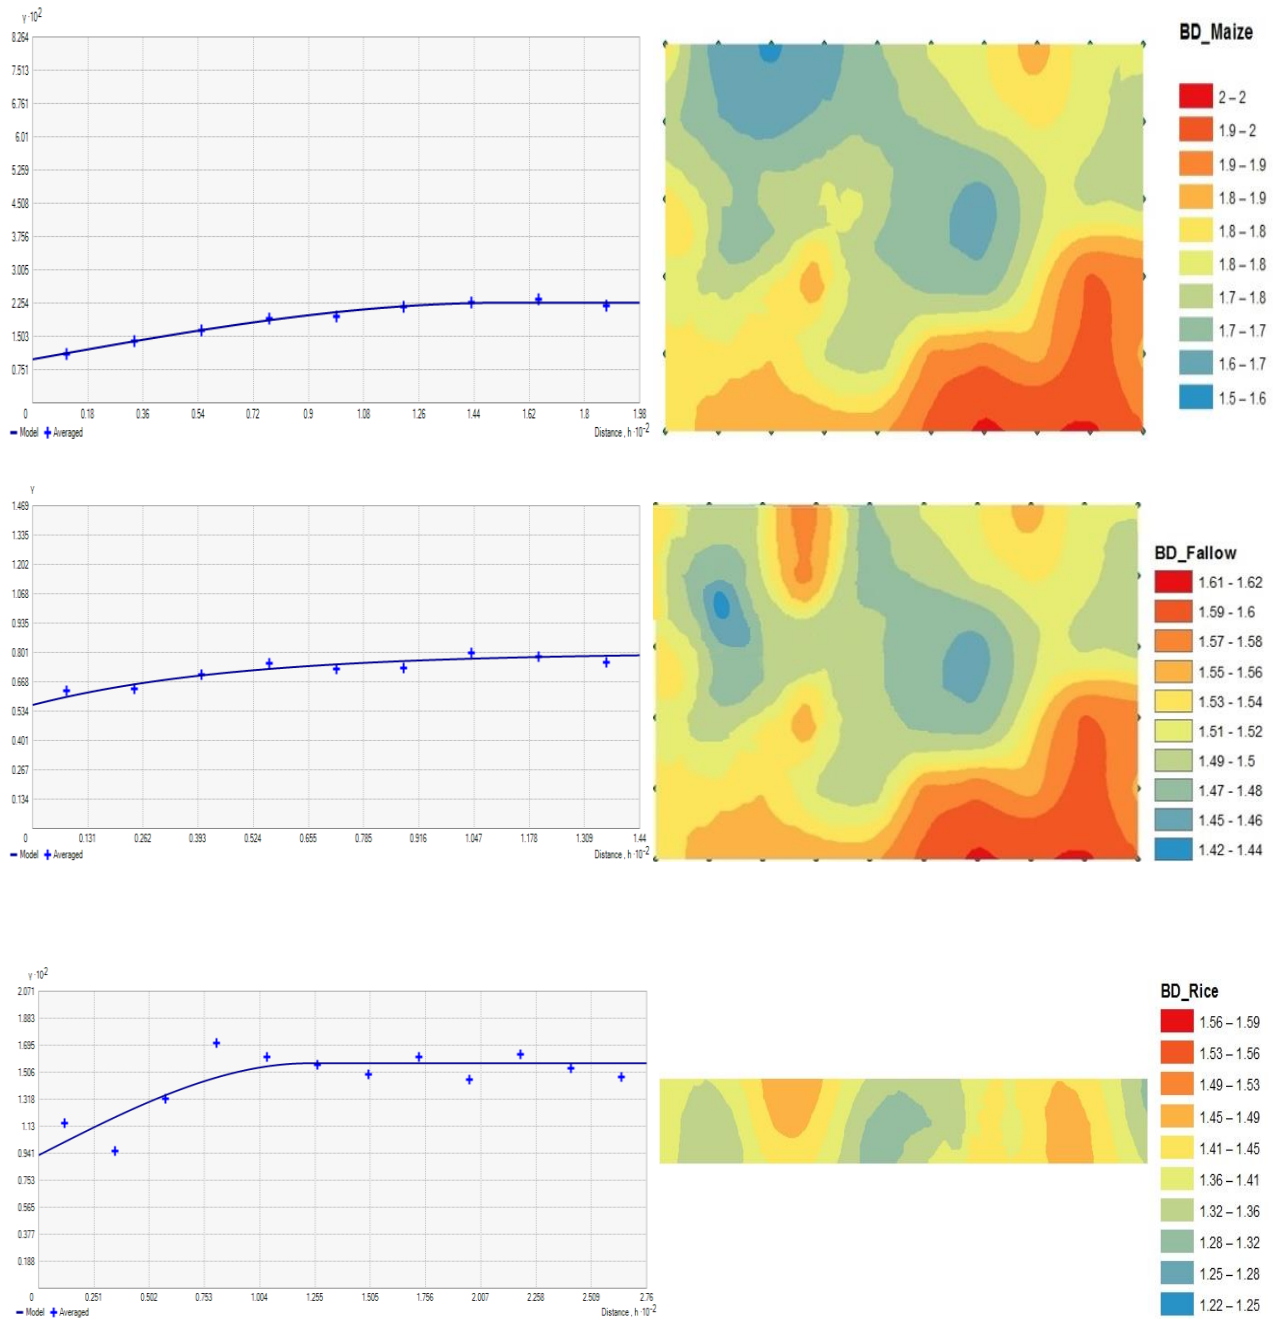 γ ·10²
8.264
7.513
6.761
6.01
5.259
4.508
3.756
3.005
2.254
1.503
0.751
0 0.18 0.36 0.54 0.72 0.9 1.08 1.26 1.44 1.62 1.8 1.98
Model Averaged Distance , h ·10⁻²
BD_Maize
2 – 2
1.9 – 2
1.9 – 1.9
1.8 – 1.9
1.8 – 1.8
1.8 – 1.8
1.7 – 1.8
1.7 – 1.7
1.6 – 1.7
1.5 – 1.6
γ
1.469
1.335
1.202
1.068
0.935
0.801
0.668
0.534
0.401
0.267
0.134
0 0.131 0.262 0.393 0.524 0.655 0.785 0.916 1.047 1.178 1.309 1.44
Model Averaged Distance , h ·10⁻²
BD_Fallow
1.61 - 1.62
1.59 - 1.6
1.57 - 1.58
1.55 - 1.56
1.53 - 1.54
1.51 - 1.52
1.49 - 1.5
1.47 - 1.48
1.45 - 1.46
1.42 - 1.44
γ ·10²
2.071
1.883
1.695
1.506
1.318
1.13
0.941
0.753
0.565
0.377
0.188
0 0.251 0.502 0.753 1.004 1.255 1.505 1.756 2.007 2.258 2.509 2.76
Model Averaged Distance , h ·10⁻²
BD_Rice
1.56 – 1.59
1.53 – 1.56
1.49 – 1.53
1.45 – 1.49
1.41 – 1.45
1.36 – 1.41
1.32 – 1.36
1.28 – 1.32
1.25 – 1.28
1.22 – 1.25